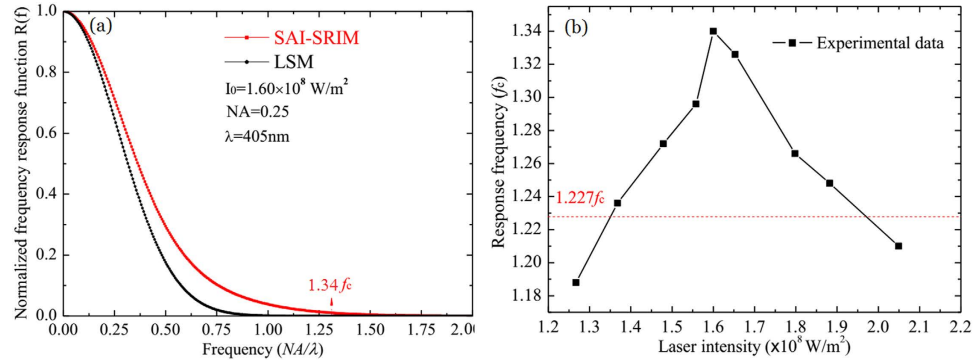 (a)
SAI-SRIM
LSM
I₀=1.60×10⁸ W/m²
NA=0.25
λ=405nm
1.34 fc
Normalized frequency response function R(f)
1.0
0.8
0.6
0.4
0.2
0.0
0.00 0.25 0.50 0.75 1.00 1.25 1.50 1.75 2.00
Frequency (NA/λ)
(b)
Experimental data
1.227fc
Response frequency (fc)
1.34
1.32
1.30
1.28
1.26
1.24
1.22
1.20
1.18
1.2 1.3 1.4 1.5 1.6 1.7 1.8 1.9 2.0 2.1 2.2
Laser intensity (×10⁸ W/m²)